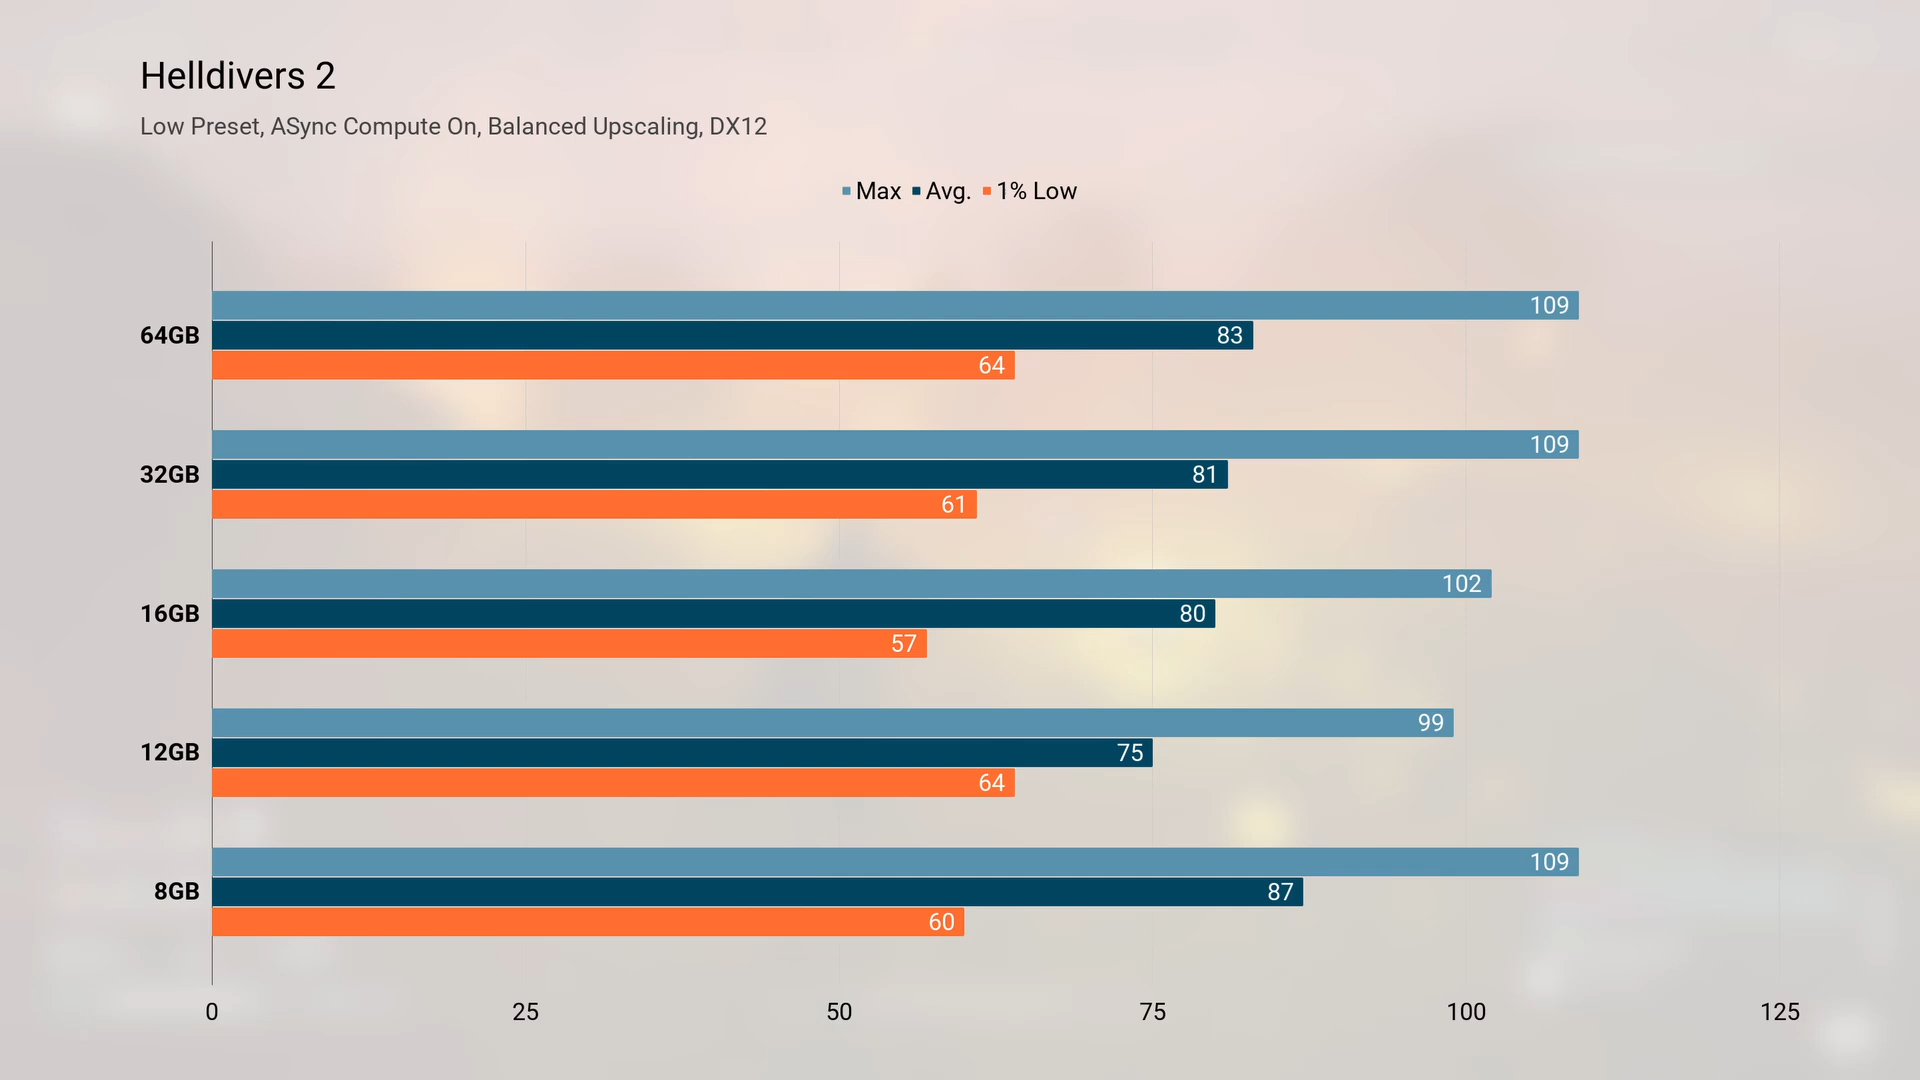 Helldivers 2
Low Preset, ASync Compute On, Balanced Upscaling, DX12
Max Avg. 1% Low
109
64GB 83
64
109
32GB 81
61
102
16GB 80
57
99
12GB 75
64
109
8GB 87
60
0 25 50 75 100 125